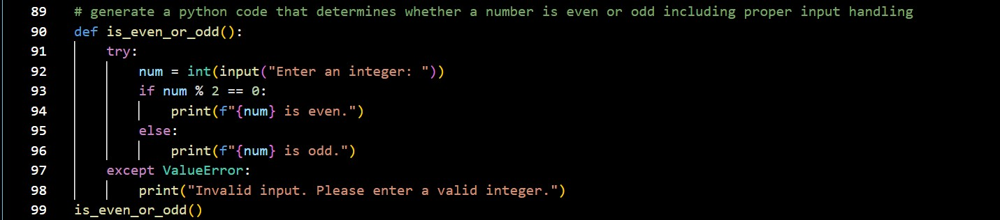 89 # generate a python code that determines whether a number is even or odd including proper input handling
90 def is_even_or_odd():
91     try:
92         num = int(input("Enter an integer: "))
93         if num % 2 == 0:
94             print(f"{num} is even.")
95         else:
96             print(f"{num} is odd.")
97     except ValueError:
98         print("Invalid input. Please enter a valid integer.")
99 is_even_or_odd()